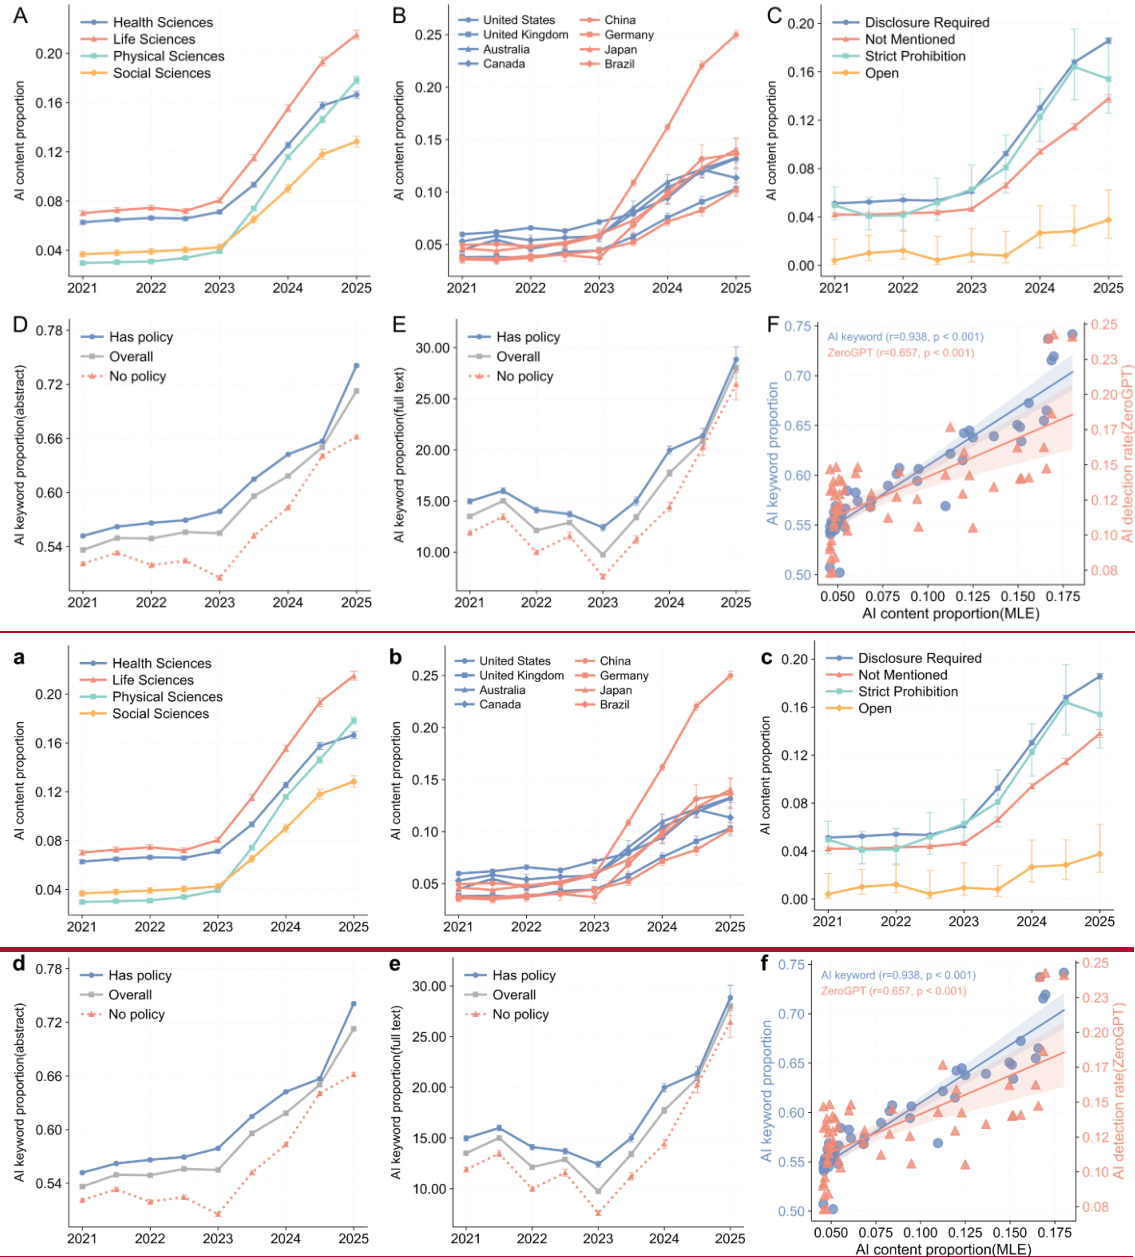 A
Health Sciences
Life Sciences
Physical Sciences
Social Sciences
AI content proportion
0.20
0.16
0.12
0.08
0.04
2021 2022 2023 2024 2025
B
United States China
United Kingdom Germany
Australia Japan
Canada Brazil
AI content proportion
0.25
0.20
0.15
0.10
0.05
2021 2022 2023 2024 2025
C
Disclosure Required
Not Mentioned
Strict Prohibition
Open
AI content proportion
0.20
0.16
0.12
0.08
0.04
0.00
2021 2022 2023 2024 2025
D
Has policy
Overall
No policy
AI keyword proportion(abstract)
0.78
0.72
0.66
0.60
0.54
2021 2022 2023 2024 2025
E
Has policy
Overall
No policy
AI keyword proportion(full text)
30.00
25.00
20.00
15.00
10.00
2021 2022 2023 2024 2025
F
AI keyword (r=0.938, p < 0.001)
ZeroGPT (r=0.657, p < 0.001)
AI keyword proportion
0.75
0.70
0.65
0.60
0.55
0.50
0.25
0.23
0.20
0.17
0.15
0.12
0.10
0.08
AI detection rate(ZeroGPT)
0.050 0.075 0.100 0.125 0.150 0.175
AI content proportion(MLE)
a
Health Sciences
Life Sciences
Physical Sciences
Social Sciences
AI content proportion
0.20
0.16
0.12
0.08
0.04
2021 2022 2023 2024 2025
b
United States China
United Kingdom Germany
Australia Japan
Canada Brazil
AI content proportion
0.25
0.20
0.15
0.10
0.05
2021 2022 2023 2024 2025
c
Disclosure Required
Not Mentioned
Strict Prohibition
Open
AI content proportion
0.20
0.16
0.12
0.08
0.04
0.00
2021 2022 2023 2024 2025
d
Has policy
Overall
No policy
AI keyword proportion(abstract)
0.78
0.72
0.66
0.60
0.54
2021 2022 2023 2024 2025
e
Has policy
Overall
No policy
AI keyword proportion(full text)
30.00
25.00
20.00
15.00
10.00
2021 2022 2023 2024 2025
f
AI keyword (r=0.938, p < 0.001)
ZeroGPT (r=0.657, p < 0.001)
AI keyword proportion
0.75
0.70
0.65
0.60
0.55
0.50
0.25
0.23
0.20
0.17
0.15
0.12
0.10
0.08
AI detection rate(ZeroGPT)
0.050 0.075 0.100 0.125 0.150 0.175
AI content proportion(MLE)